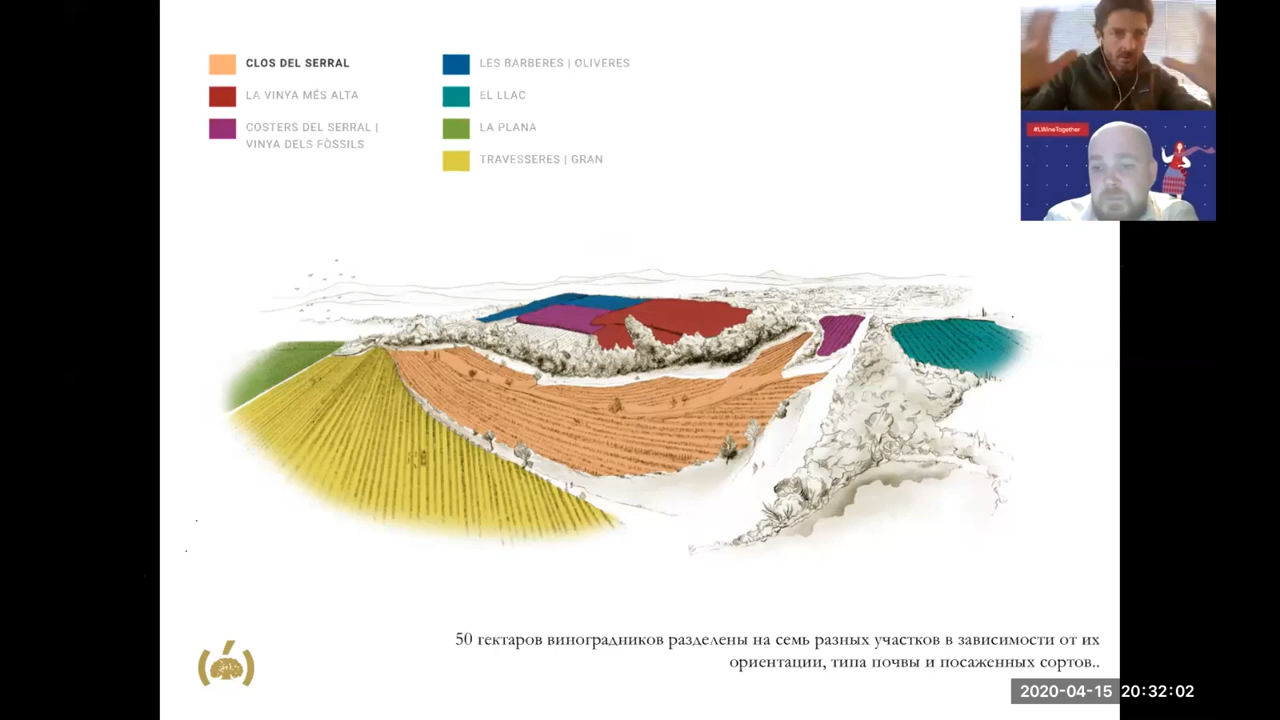 CLOS DEL SERRAL
LA VINYA MÉS ALTA
COSTERS DEL SERRAL |
VINYA DELS FÒSSILS
LES BARBERES | OLIVERES
EL LLAC
LA PLANA
TRAVESSERES | GRAN
#LWineTogether
50 гектаров виноградников разделены на семь разных участков в зависимости от их
ориентации, типа почвы и посаженных сортов..
2020-04-15 20:32:02